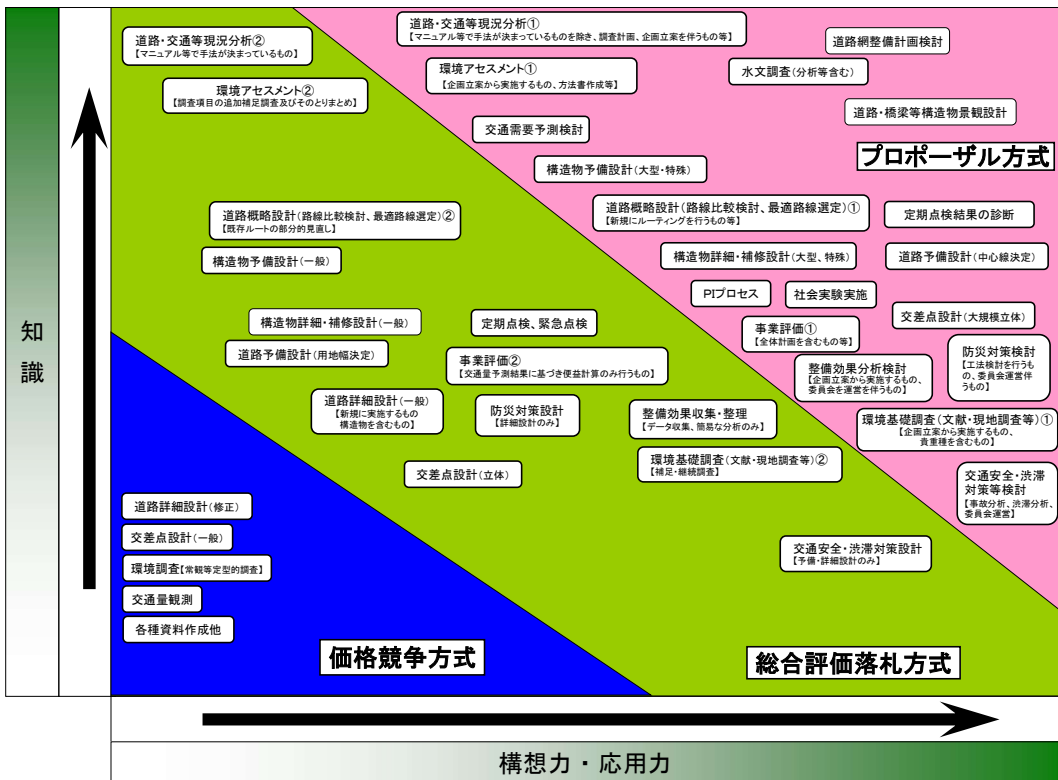 道路・交通等現況分析①
【マニュアル等で手法が決まっているものを除き、調査計画、企画立案を伴うもの等】
道路・交通等現況分析②
【マニュアル等で手法が決まっているもの】
道路網整備計画検討
環境アセスメント①
【企画立案から実施するもの、方法書作成等】
水文調査(分析等含む)
環境アセスメント②
【調査項目の追加補足調査及びそのとりまとめ】
道路・橋梁等構造物景観設計
交通需要予測検討
プロポーザル方式
構造物予備設計(大型・特殊)
道路概略設計(路線比較検討、最適路線選定)①
【新規にルーティングを行うもの等】
定期点検結果の診断
道路概略設計(路線比較検討、最適路線選定)②
【既存ルートの部分的見直し】
構造物詳細・補修設計(大型、特殊)
道路予備設計(中心線決定)
構造物予備設計(一般)
PIプロセス
社会実験実施
交差点設計(大規模立体)
構造物詳細・補修設計(一般)
定期点検、緊急点検
事業評価①
【全体計画を含むもの等】
道路予備設計(用地幅決定)
事業評価②
【交通量予測結果に基づき便益計算のみ行うもの】
整備効果分析検討
【企画立案から実施するもの、
委員会を運営を伴うもの】
防災対策検討
【工法検討を行うも
の、委員会運営伴
うもの】
道路詳細設計(一般)
【新規に実施するもの
構造物を含むもの】
防災対策設計
【詳細設計のみ】
整備効果収集・整理
【データ収集、簡易な分析のみ】
環境基礎調査(文献・現地調査等)①
【企画立案から実施するもの、
貴重種を含むもの】
環境基礎調査(文献・現地調査等)②
【補足・継続調査】
交差点設計(立体)
交通安全・渋滞
対策等検討
【事故分析、渋滞分析、
委員会運営】
道路詳細設計(修正)
交差点設計(一般)
交通安全・渋滞対策設計
【予備・詳細設計のみ】
環境調査【常観等定型的調査】
交通量観測
各種資料作成他
価格競争方式
総合評価落札方式
知
識
構想力・応用力